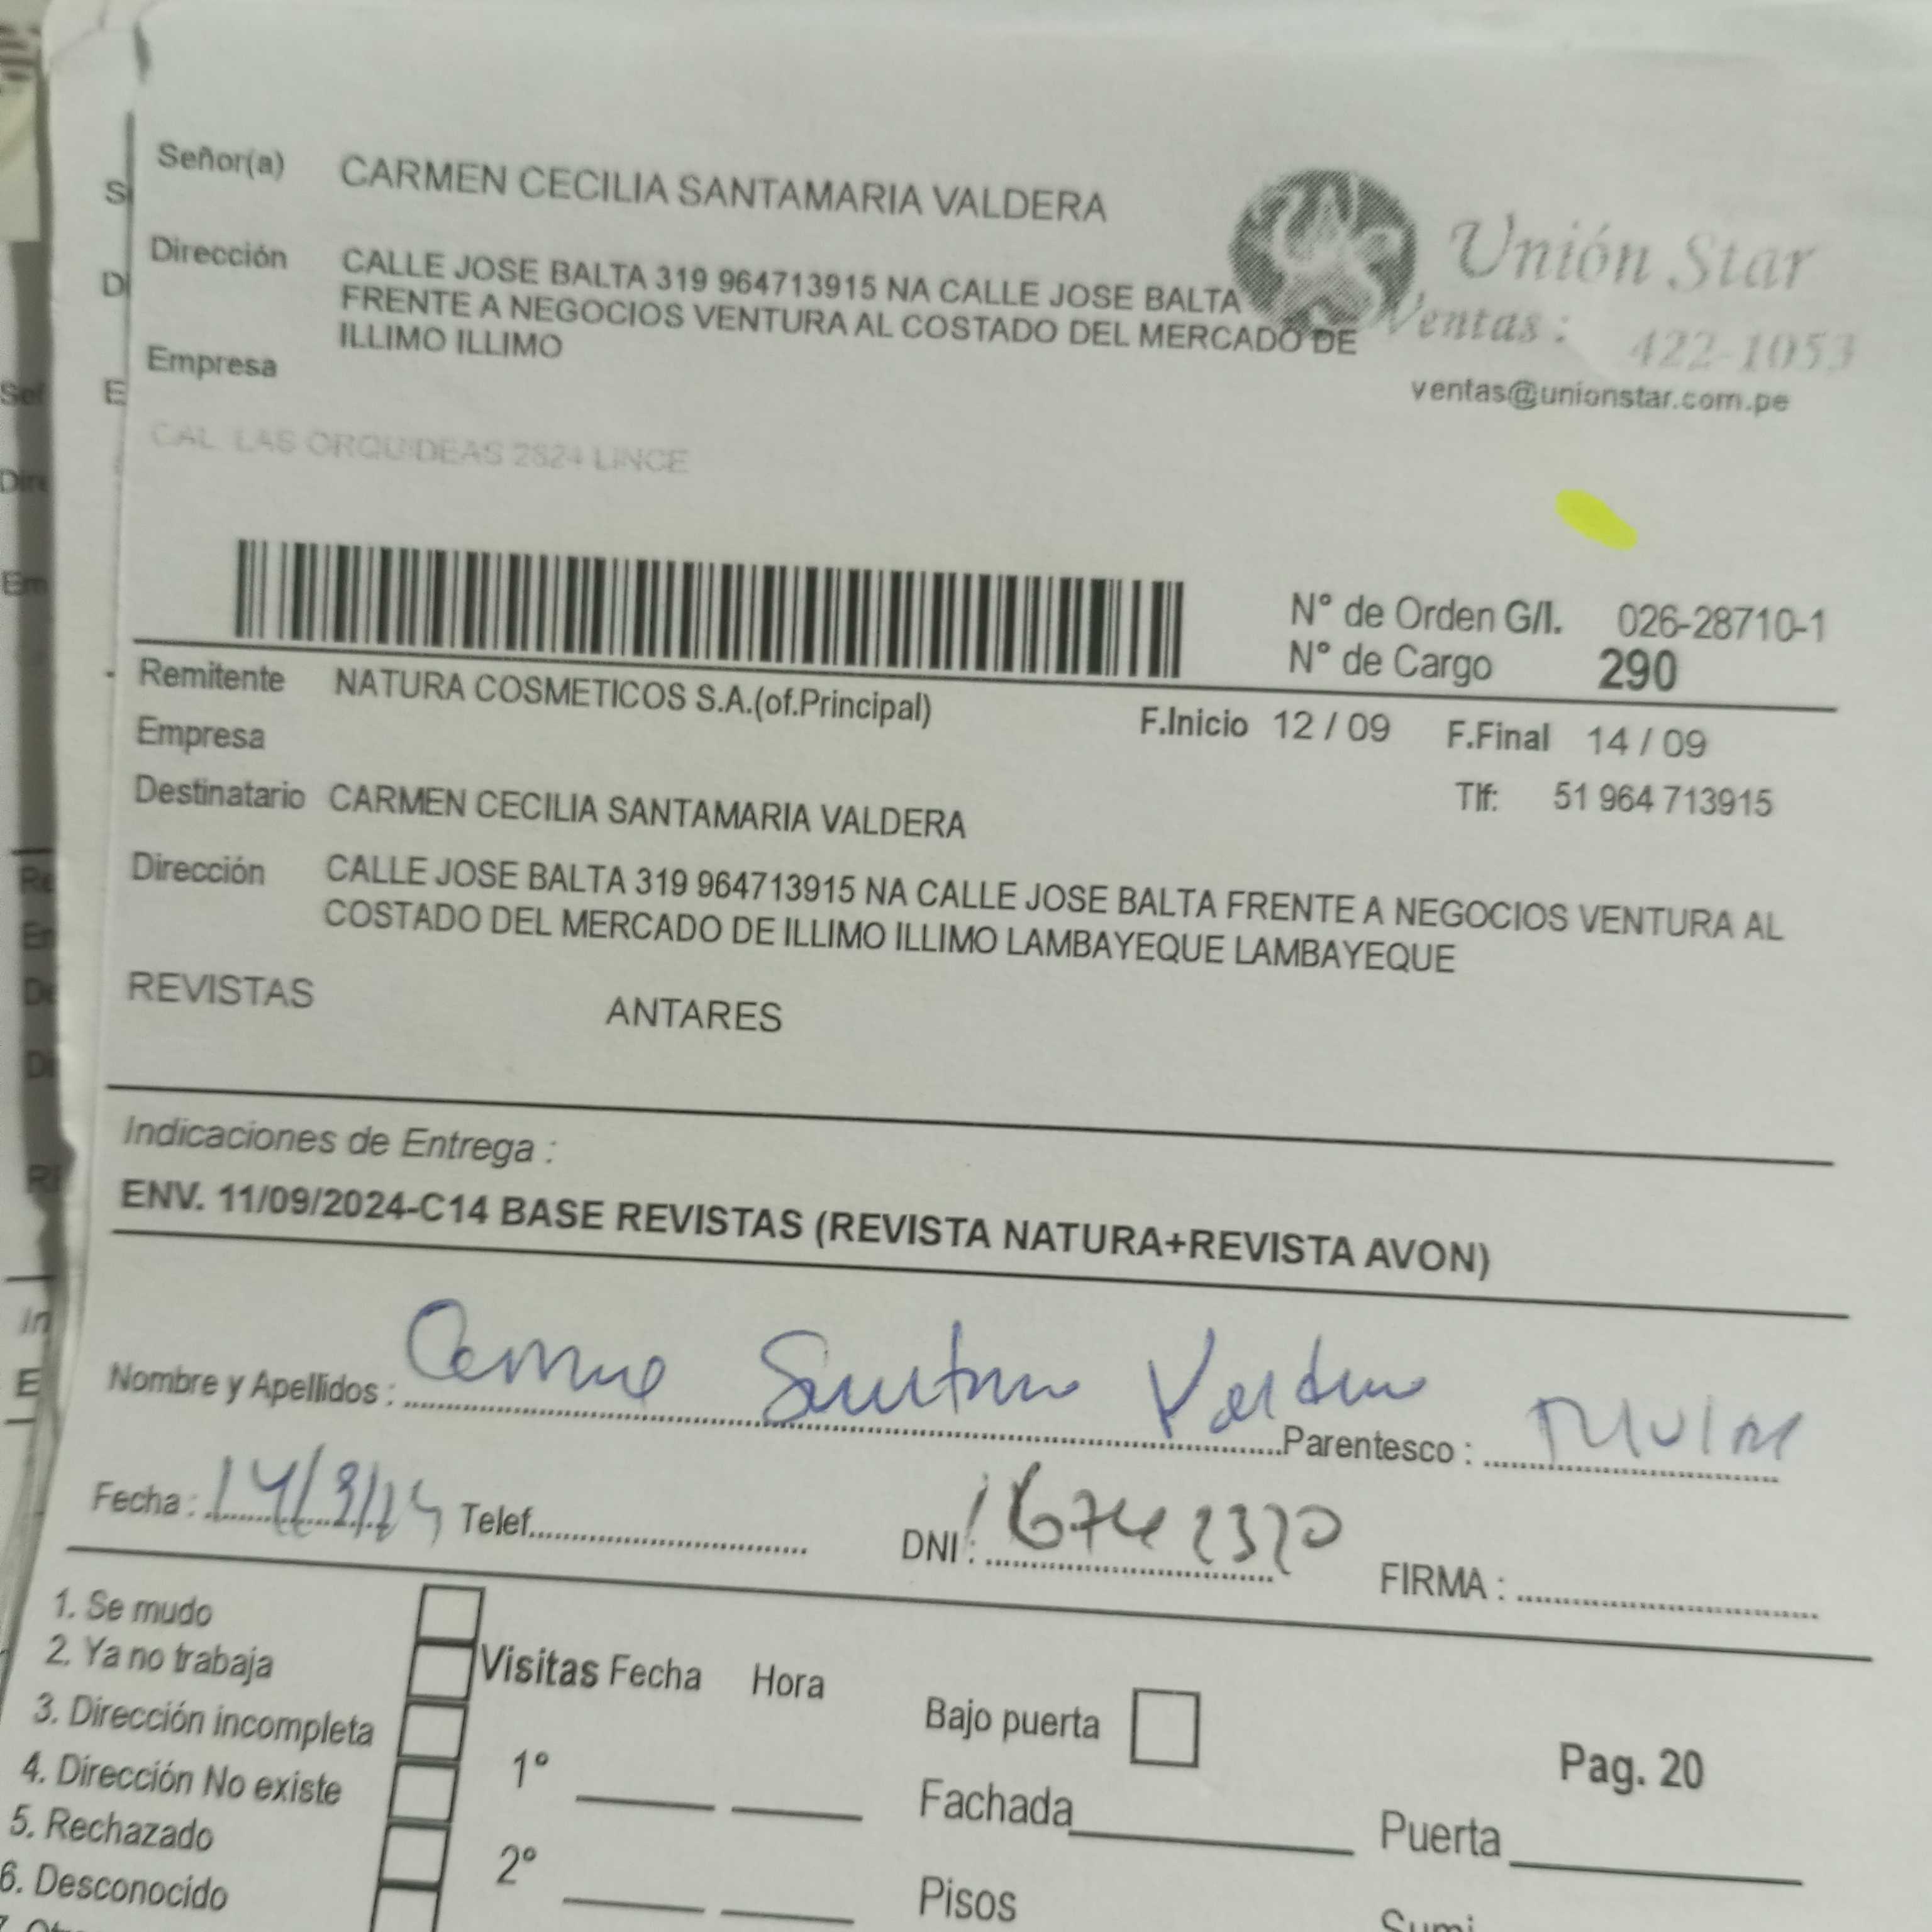 Señor(a) CARMEN CECILIA SANTAMARIA VALDERA
Dirección CALLE JOSE BALTA 319 964713915 NA CALLE JOSE BALTA
FRENTE A NEGOCIOS VENTURA AL COSTADO DEL MERCADO DE
ILLIMO ILLIMO
Empresa
Unión Star
Ventas : 422-1053
ventas@unionstar.com.pe
CAL. LAS ORQUIDEAS 2824 LINCE
N° de Orden G/I. 026-28710-1
N° de Cargo 290
Remitente NATURA COSMETICOS S.A.(of.Principal)
F.Inicio 12 / 09 F.Final 14 / 09
Empresa
Destinatario CARMEN CECILIA SANTAMARIA VALDERA
Tlf: 51 964 713915
Dirección CALLE JOSE BALTA 319 964713915 NA CALLE JOSE BALTA FRENTE A NEGOCIOS VENTURA AL
COSTADO DEL MERCADO DE ILLIMO ILLIMO LAMBAYEQUE LAMBAYEQUE
REVISTAS ANTARES
Indicaciones de Entrega :
ENV. 11/09/2024-C14 BASE REVISTAS (REVISTA NATURA+REVISTA AVON)
Nombre y Apellidos : Parentesco :
Fecha : Telef. DNI : FIRMA :
1. Se mudo
2. Ya no trabaja
3. Dirección incompleta
4. Dirección No existe
5. Rechazado
6. Desconocido
Visitas Fecha Hora
1°
2°
Bajo puerta
Fachada
Pisos
Pag. 20
Puerta